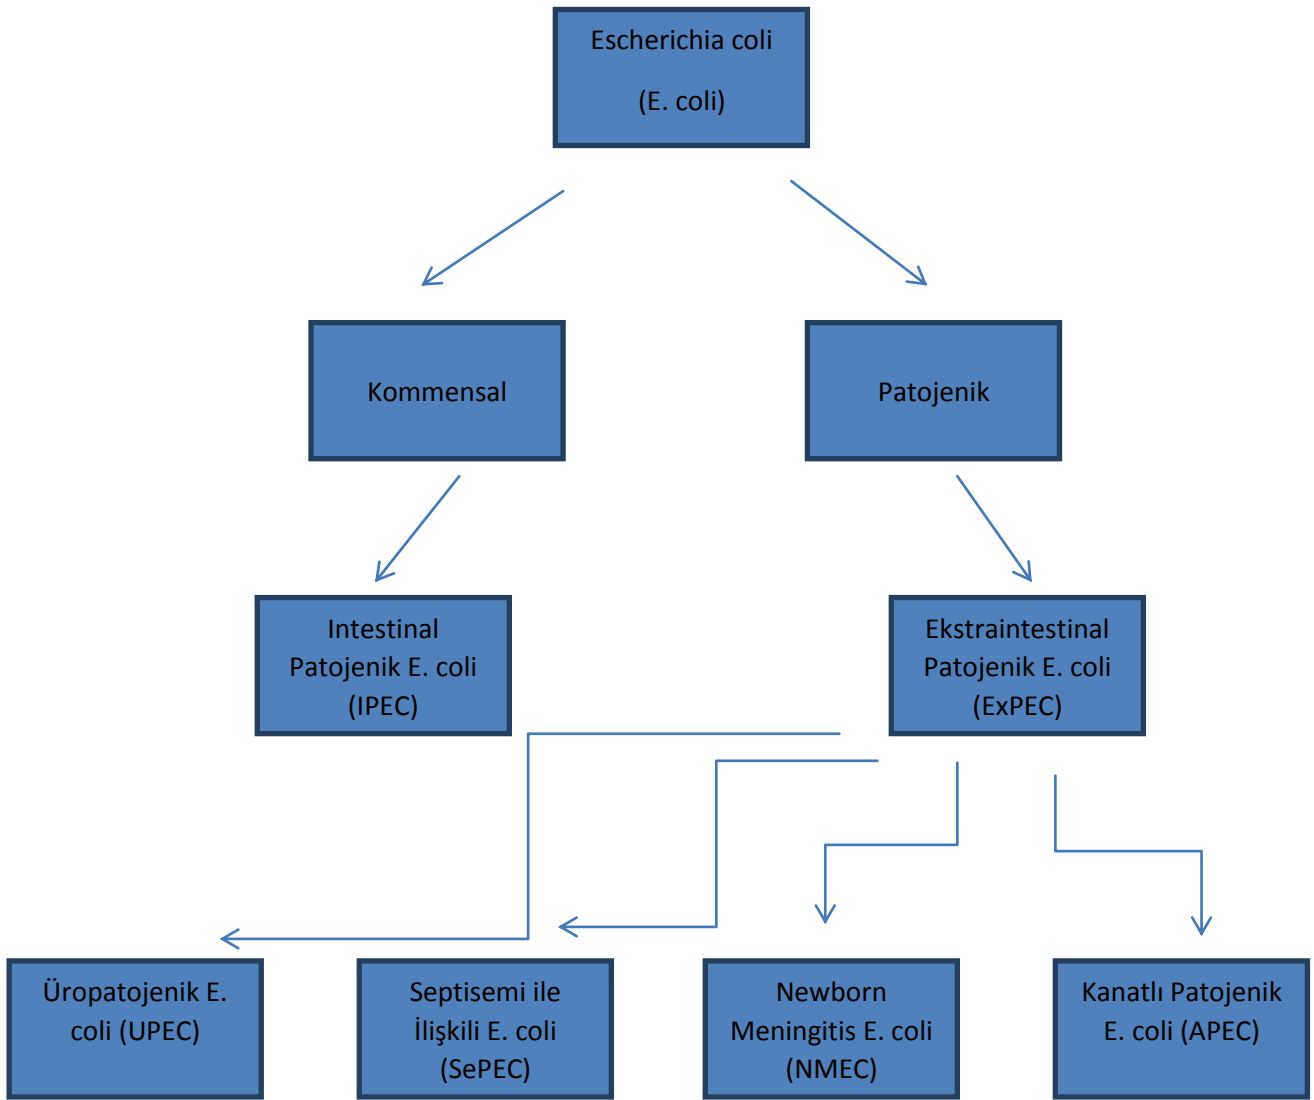 Escherichia coli
(E. coli)
Kommensal
Patojenik
Intestinal
Patojenik E. coli
(IPEC)
Ekstraintestinal
Patojenik E. coli
(ExPEC)
Üropatojenik E.
coli (UPEC)
Septisemi ile
İlişkili E. coli
(SePEC)
Newborn
Meningitis E. coli
(NMEC)
Kanatlı Patojenik
E. coli (APEC)